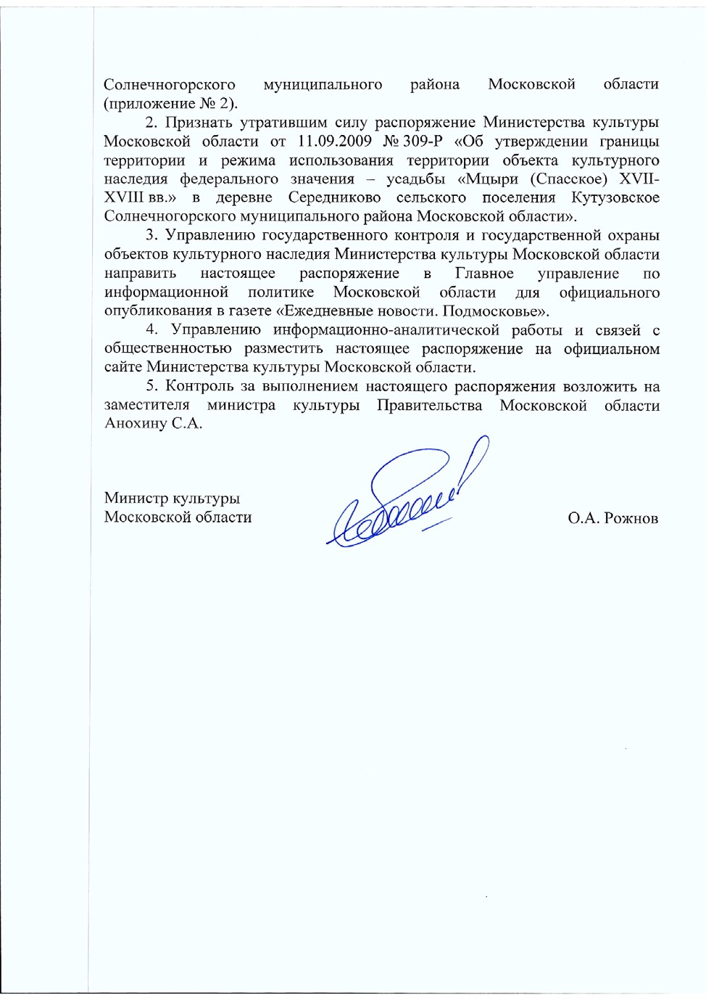 Солнечногорского муниципального района Московской области
(приложение № 2).
2. Признать утратившим силу распоряжение Министерства культуры
Московской области от 11.09.2009 № 309-Р «Об утверждении границы
территории и режима использования территории объекта культурного
наследия федерального значения – усадьбы «Мцыри (Спасское) XVII-
XVIII вв.» в деревне Середниково сельского поселения Кутузовское
Солнечногорского муниципального района Московской области».
3. Управлению государственного контроля и государственной охраны
объектов культурного наследия Министерства культуры Московской области
направить настоящее распоряжение в Главное управление по
информационной политике Московской области для официального
опубликования в газете «Ежедневные новости. Подмосковье».
4. Управлению информационно-аналитической работы и связей с
общественностью разместить настоящее распоряжение на официальном
сайте Министерства культуры Московской области.
5. Контроль за выполнением настоящего распоряжения возложить на
заместителя министра культуры Правительства Московской области
Анохину С.А.
Министр культуры
Московской области О.А. Рожнов